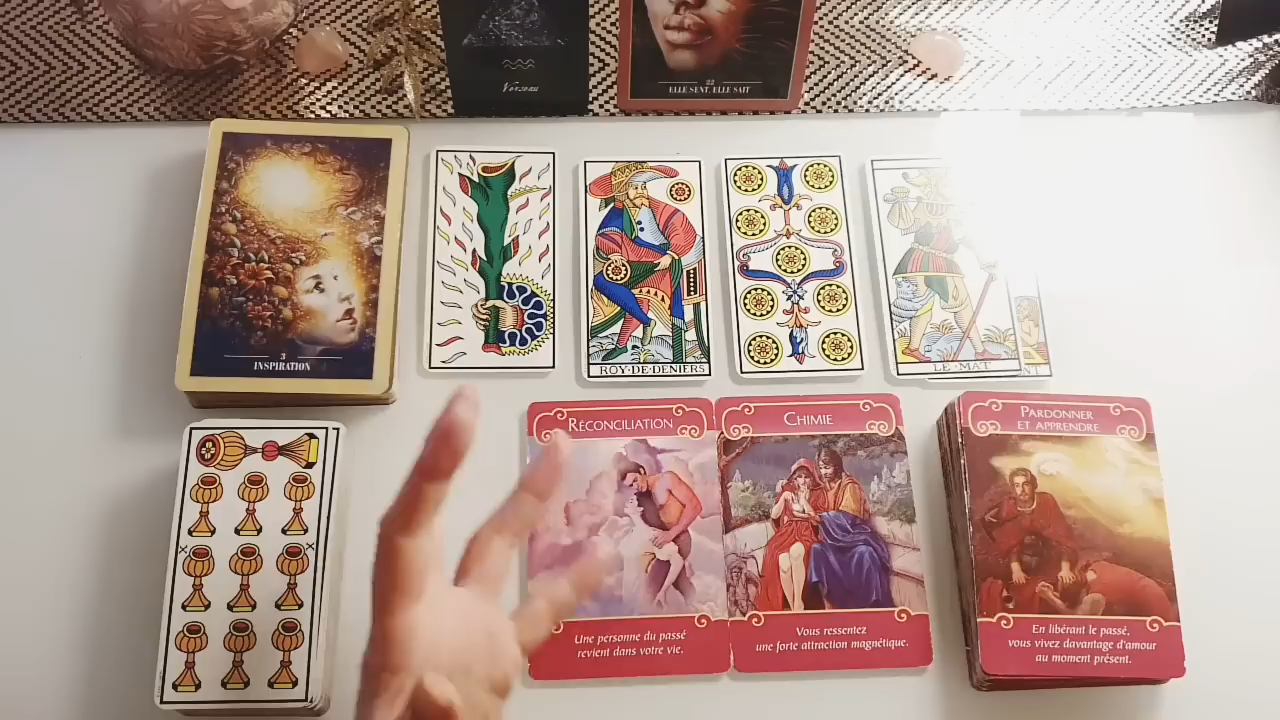 Verseau
22
ELLE SENT, ELLE SAIT
3
INSPIRATION
ROY·DE·DENIERS
LE·MAT
NT
RÉCONCILIATION
Une personne du passé
revient dans votre vie.
CHIMIE
Vous ressentez
une forte attraction magnétique.
PARDONNER
ET APPRENDRE
En libérant le passé,
vous vivez davantage d'amour
au moment présent.